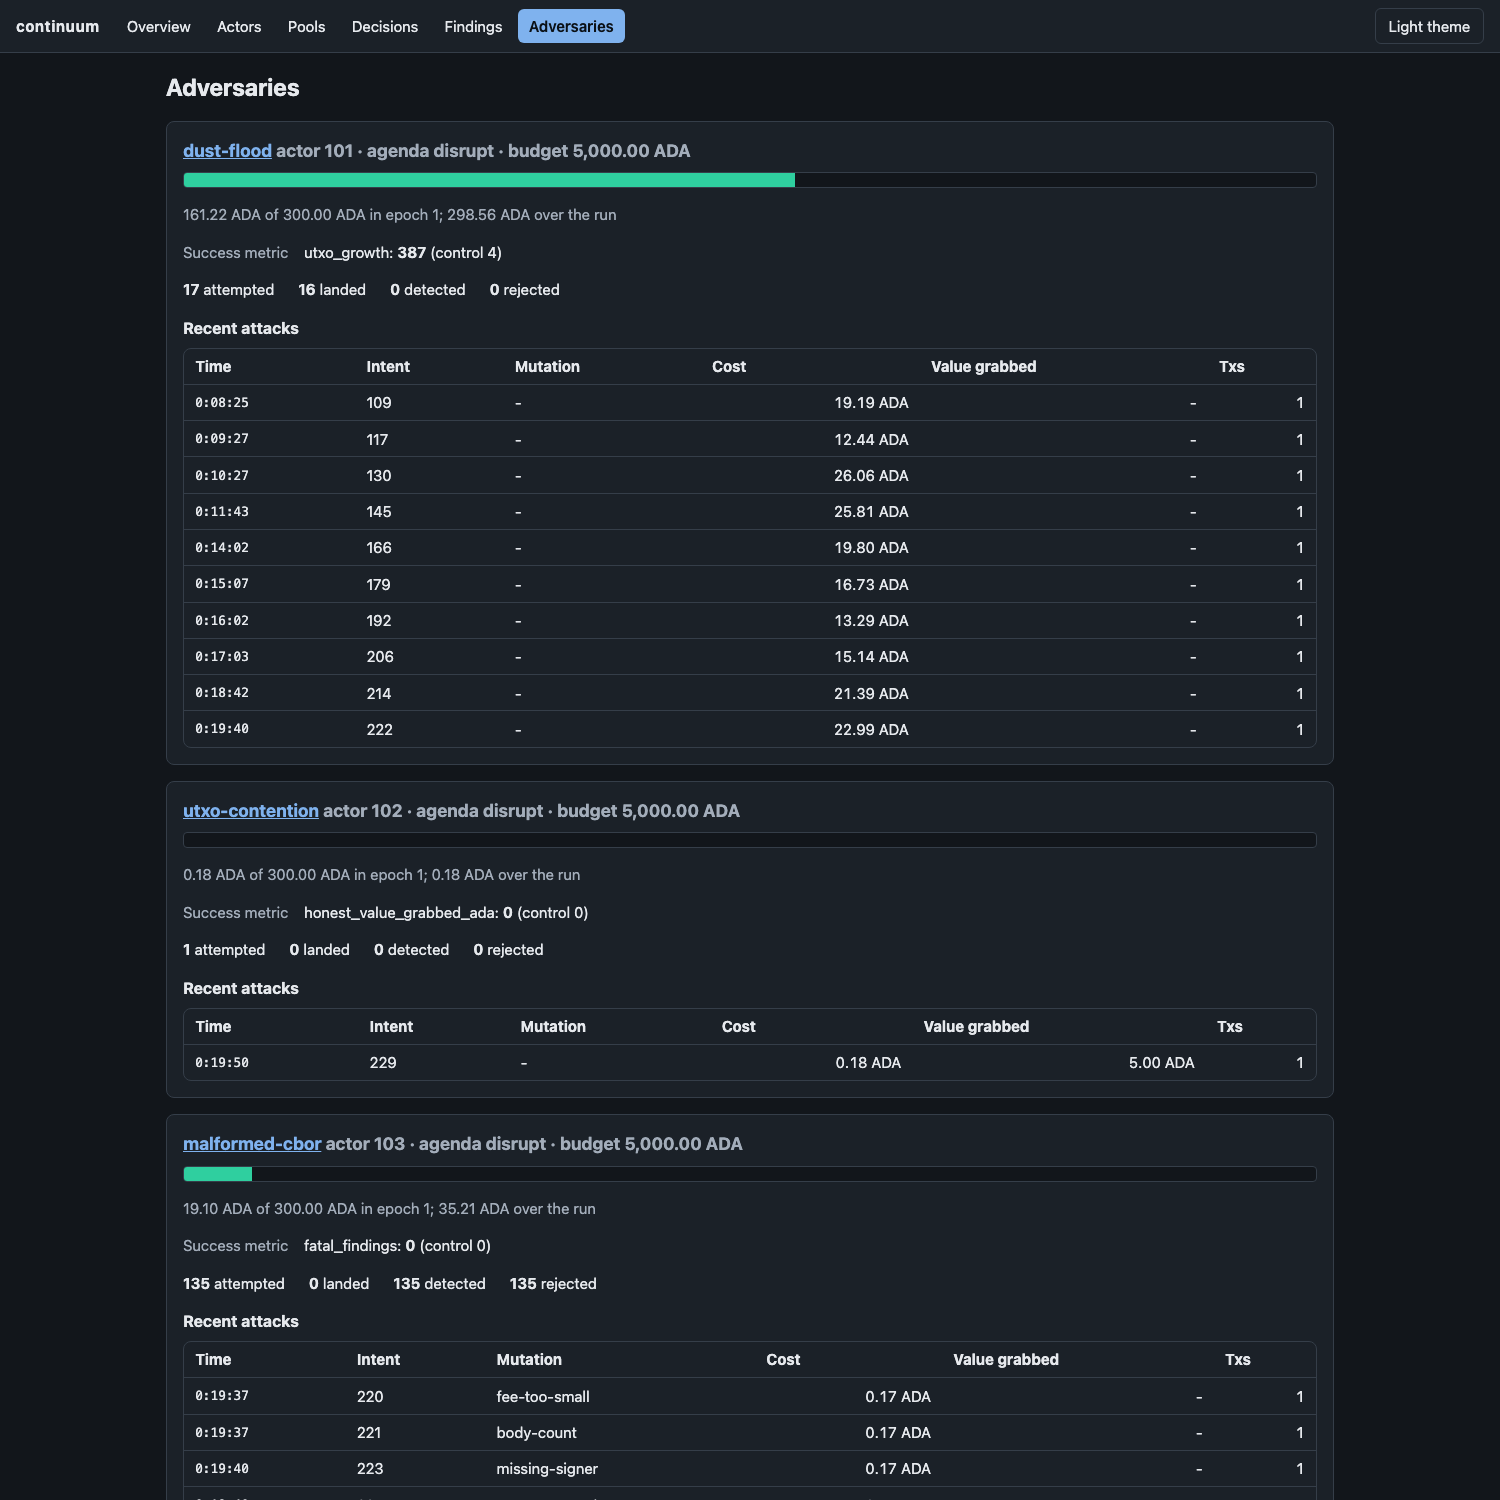 continuum Overview Actors Pools Decisions Findings Adversaries Light theme
Adversaries
dust-flood actor 101 · agenda disrupt · budget 5,000.00 ADA
161.22 ADA of 300.00 ADA in epoch 1; 298.56 ADA over the run
Success metric utxo_growth: 387 (control 4)
17 attempted 16 landed 0 detected 0 rejected
Recent attacks
Time Intent Mutation Cost Value grabbed Txs
0:08:25 109 - 19.19 ADA - 1
0:09:27 117 - 12.44 ADA - 1
0:10:27 130 - 26.06 ADA - 1
0:11:43 145 - 25.81 ADA - 1
0:14:02 166 - 19.80 ADA - 1
0:15:07 179 - 16.73 ADA - 1
0:16:02 192 - 13.29 ADA - 1
0:17:03 206 - 15.14 ADA - 1
0:18:42 214 - 21.39 ADA - 1
0:19:40 222 - 22.99 ADA - 1
utxo-contention actor 102 · agenda disrupt · budget 5,000.00 ADA
0.18 ADA of 300.00 ADA in epoch 1; 0.18 ADA over the run
Success metric honest_value_grabbed_ada: 0 (control 0)
1 attempted 0 landed 0 detected 0 rejected
Recent attacks
Time Intent Mutation Cost Value grabbed Txs
0:19:50 229 - 0.18 ADA 5.00 ADA 1
malformed-cbor actor 103 · agenda disrupt · budget 5,000.00 ADA
19.10 ADA of 300.00 ADA in epoch 1; 35.21 ADA over the run
Success metric fatal_findings: 0 (control 0)
135 attempted 0 landed 135 detected 135 rejected
Recent attacks
Time Intent Mutation Cost Value grabbed Txs
0:19:37 220 fee-too-small 0.17 ADA - 1
0:19:37 221 body-count 0.17 ADA - 1
0:19:40 223 missing-signer 0.17 ADA - 1